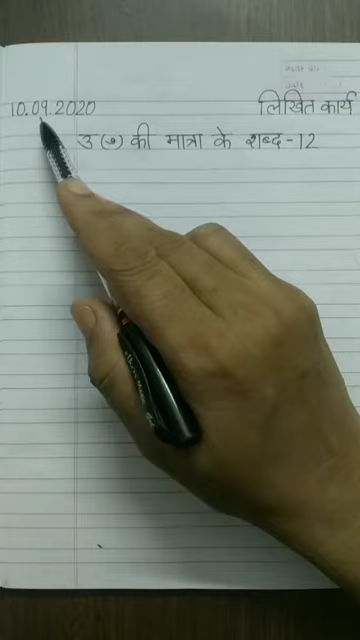 10.09.2020 लिखित कार्य
उ (ु) की मात्रा के शब्द-12